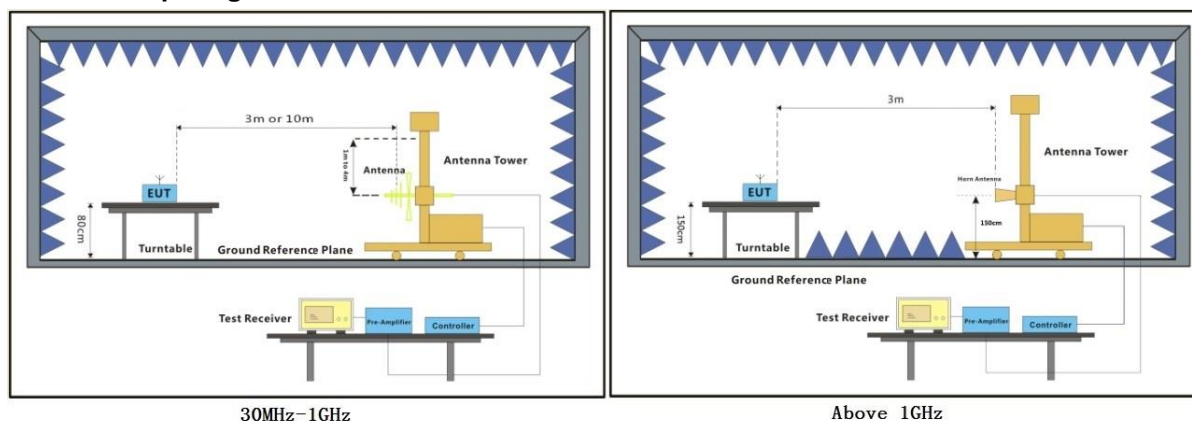 3m or 10m
1m to 4m
Antenna
Antenna Tower
EUT
80cm
Turntable
Ground Reference Plane
Test Receiver
Pre-Amplifier
Controller
30MHz-1GHz
3m
Antenna Tower
Horn Antenna
EUT
150cm
150cm
Turntable
Ground Reference Plane
Test Receiver
Pre-Amplifier
Controller
Above 1GHz